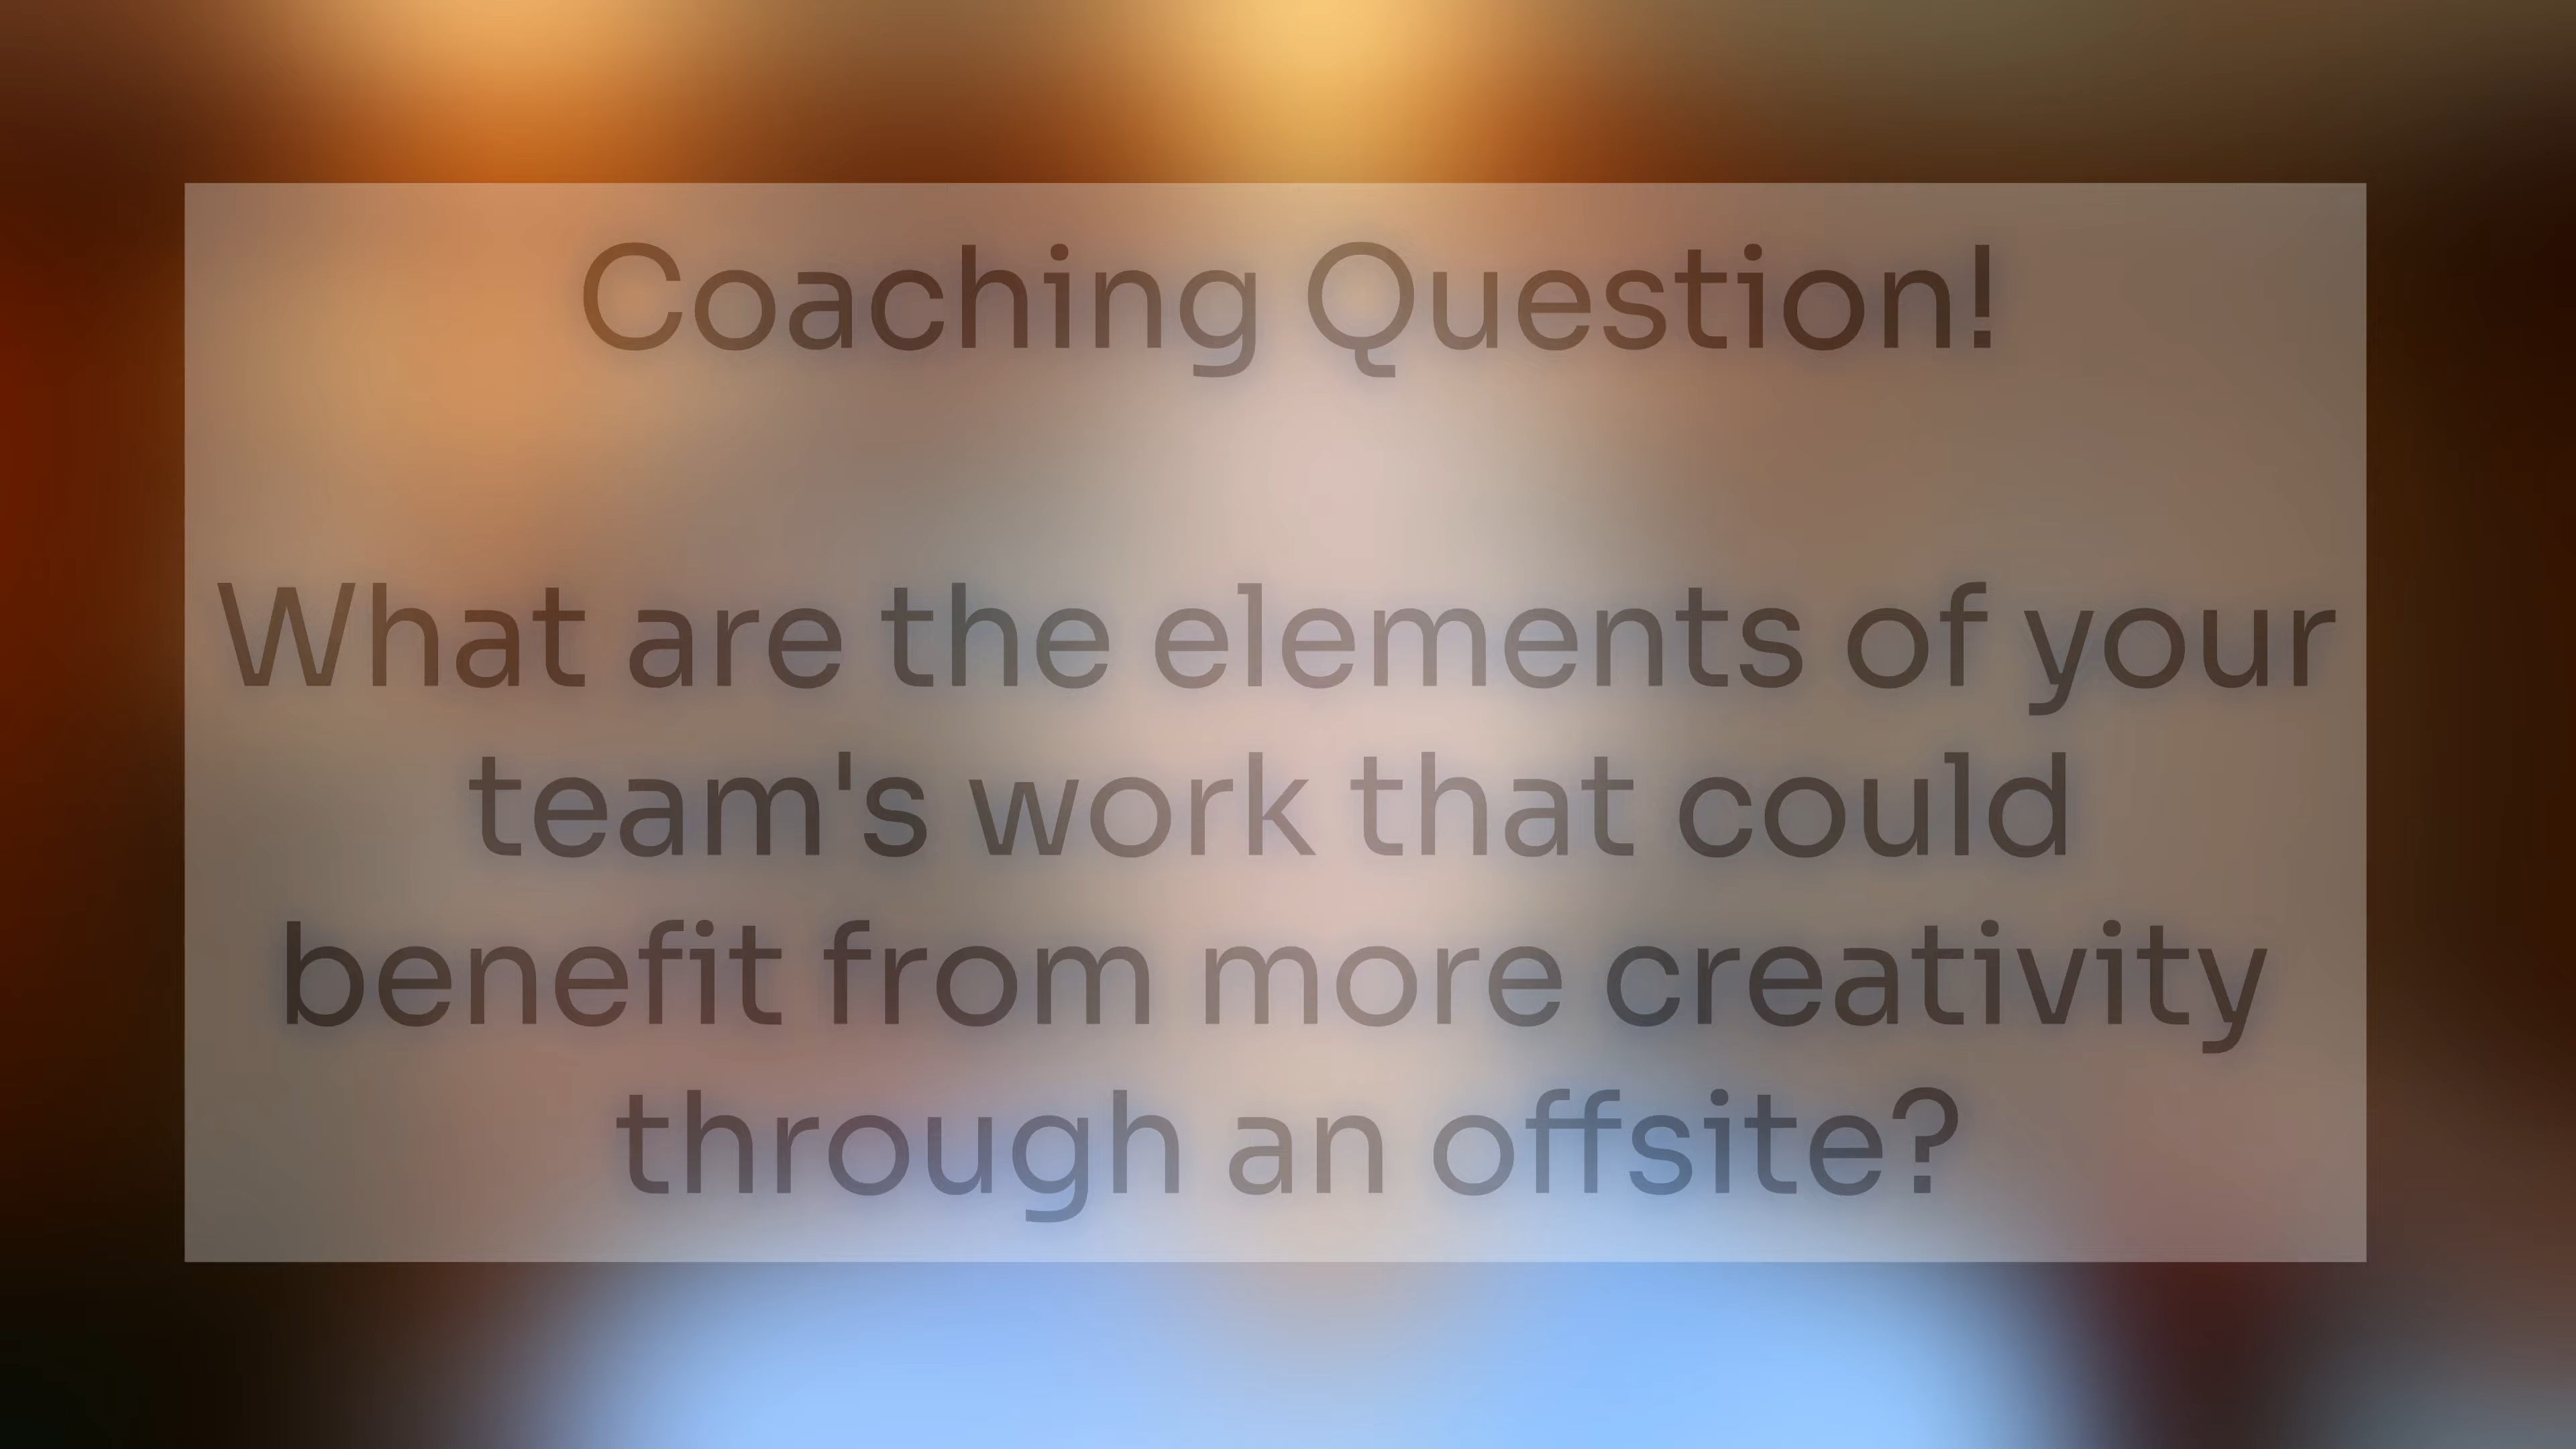 Coaching Question!
What are the elements of your
team's work that could
benefit from more creativity
through an offsite?